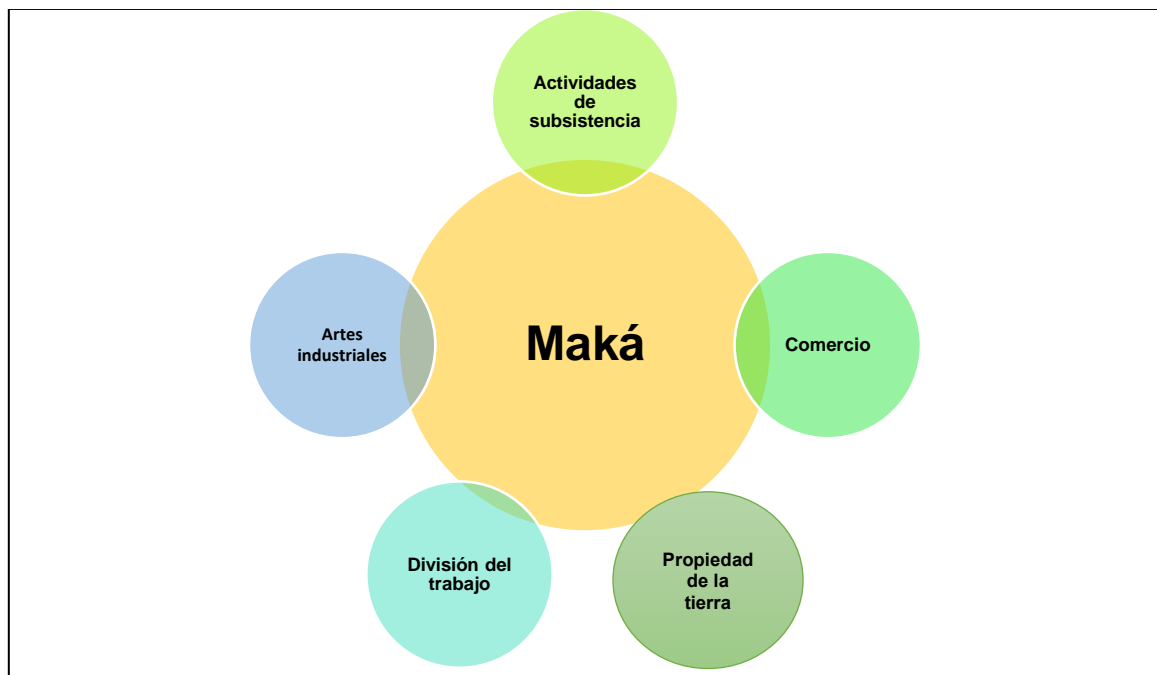 Actividades
de
subsistencia
Artes
industriales
Maká
Comercio
División del
trabajo
Propiedad
de la
tierra